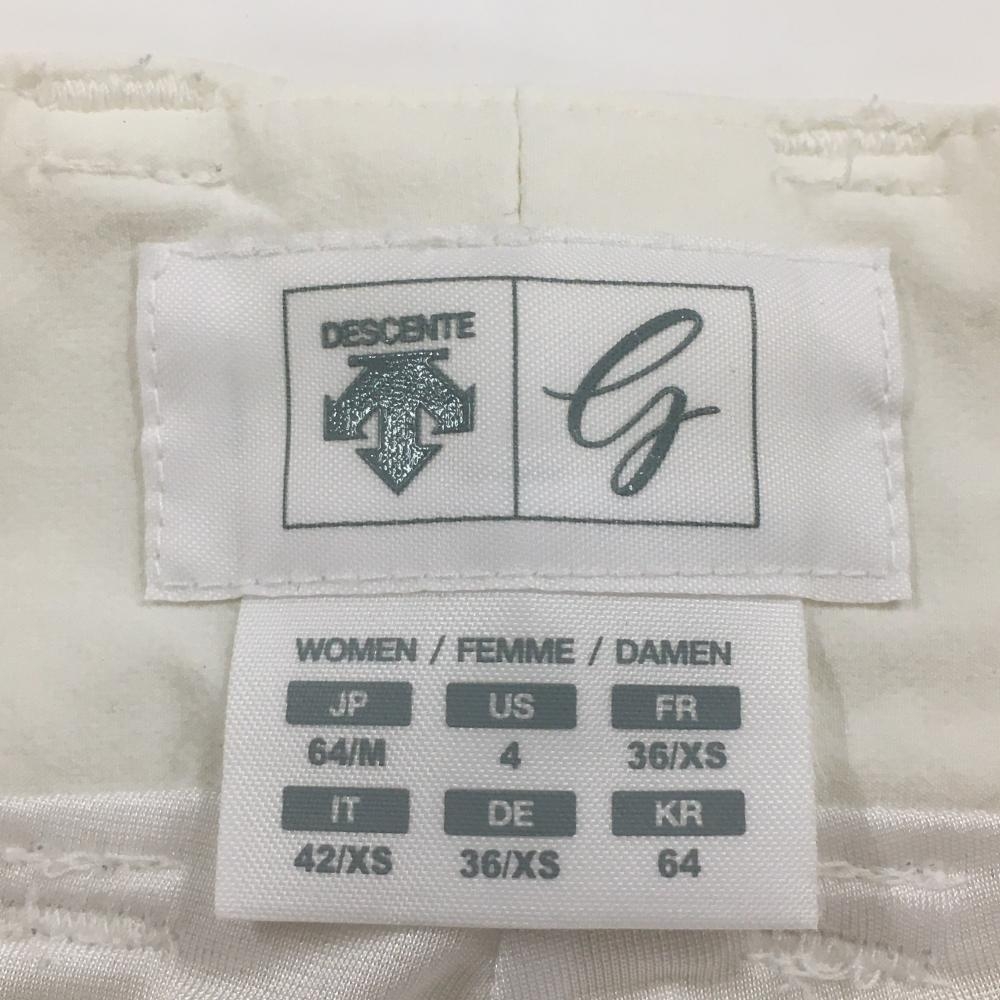 DESCENTE
G
WOMEN / FEMME / DAMEN
JP US FR
64/M 4 36/XS
IT DE KR
42/XS 36/XS 64